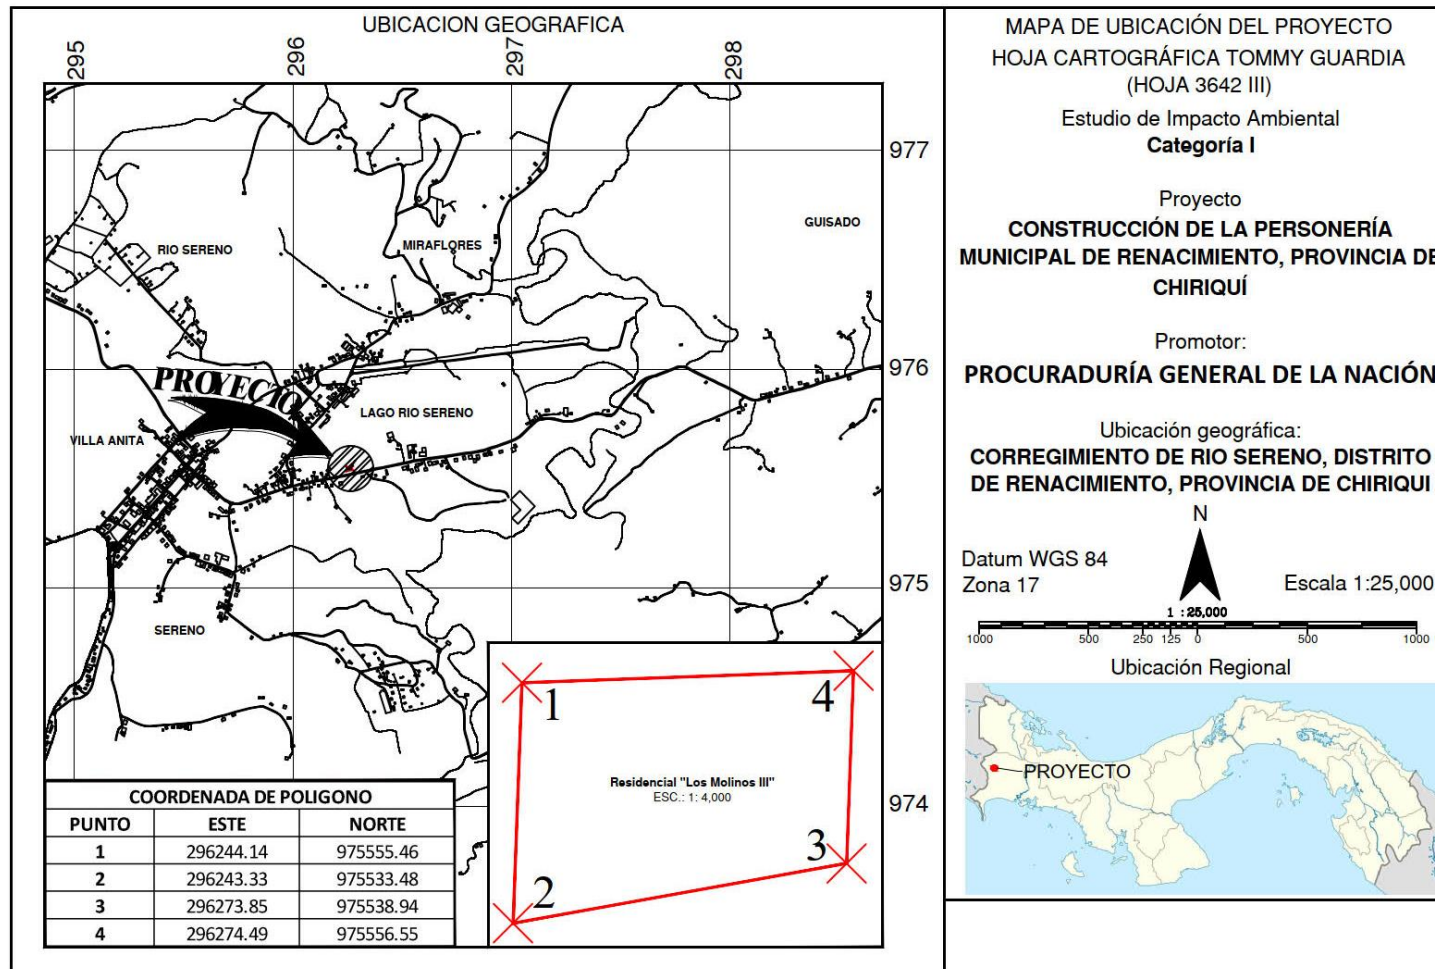 UBICACION GEOGRAFICA
295
296
297
298
977
976
975
974
GUISADO
RIO SERENO
MIRAFLORES
PROYECTO
LAGO RIO SERENO
VILLA ANITA
SERENO
1
4
Residencial "Los Molinos III"
ESC.: 1: 4,000
3
2
COORDENADA DE POLIGONO
PUNTO ESTE NORTE
1 296244.14 975555.46
2 296243.33 975533.48
3 296273.85 975538.94
4 296274.49 975556.55
MAPA DE UBICACIÓN DEL PROYECTO
HOJA CARTOGRÁFICA TOMMY GUARDIA
(HOJA 3642 III)
Estudio de Impacto Ambiental
Categoría I
Proyecto
CONSTRUCCIÓN DE LA PERSONERÍA
MUNICIPAL DE RENACIMIENTO, PROVINCIA DE
CHIRIQUÍ
Promotor:
PROCURADURÍA GENERAL DE LA NACIÓN
Ubicación geográfica:
CORREGIMIENTO DE RIO SERENO, DISTRITO
DE RENACIMIENTO, PROVINCIA DE CHIRIQUI
N
Datum WGS 84
Zona 17
Escala 1:25,000
1 : 25,000
1000 500 250 125 0 500 1000
Ubicación Regional
PROYECTO